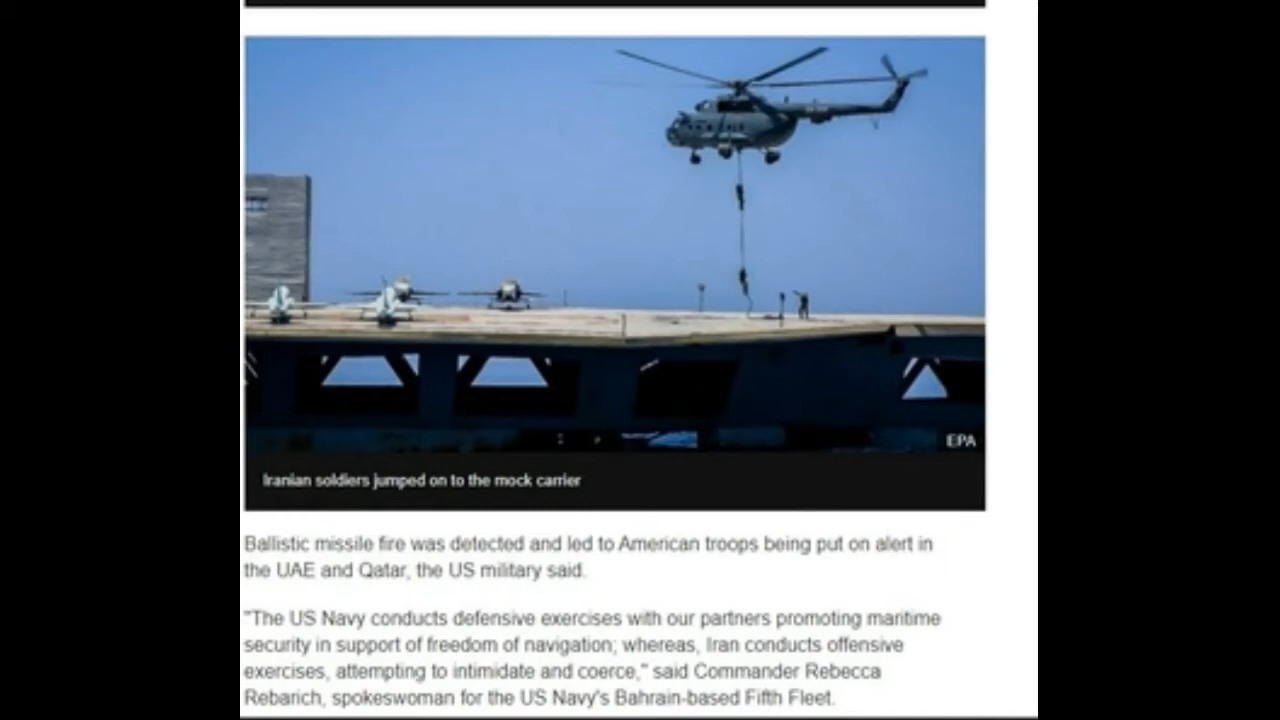 EPA
Iranian soldiers jumped on to the mock carrier
Ballistic missile fire was detected and led to American troops being put on alert in
the UAE and Qatar, the US military said.
"The US Navy conducts defensive exercises with our partners promoting maritime
security in support of freedom of navigation; whereas, Iran conducts offensive
exercises, attempting to intimidate and coerce," said Commander Rebecca
Rebarich, spokeswoman for the US Navy's Bahrain-based Fifth Fleet.